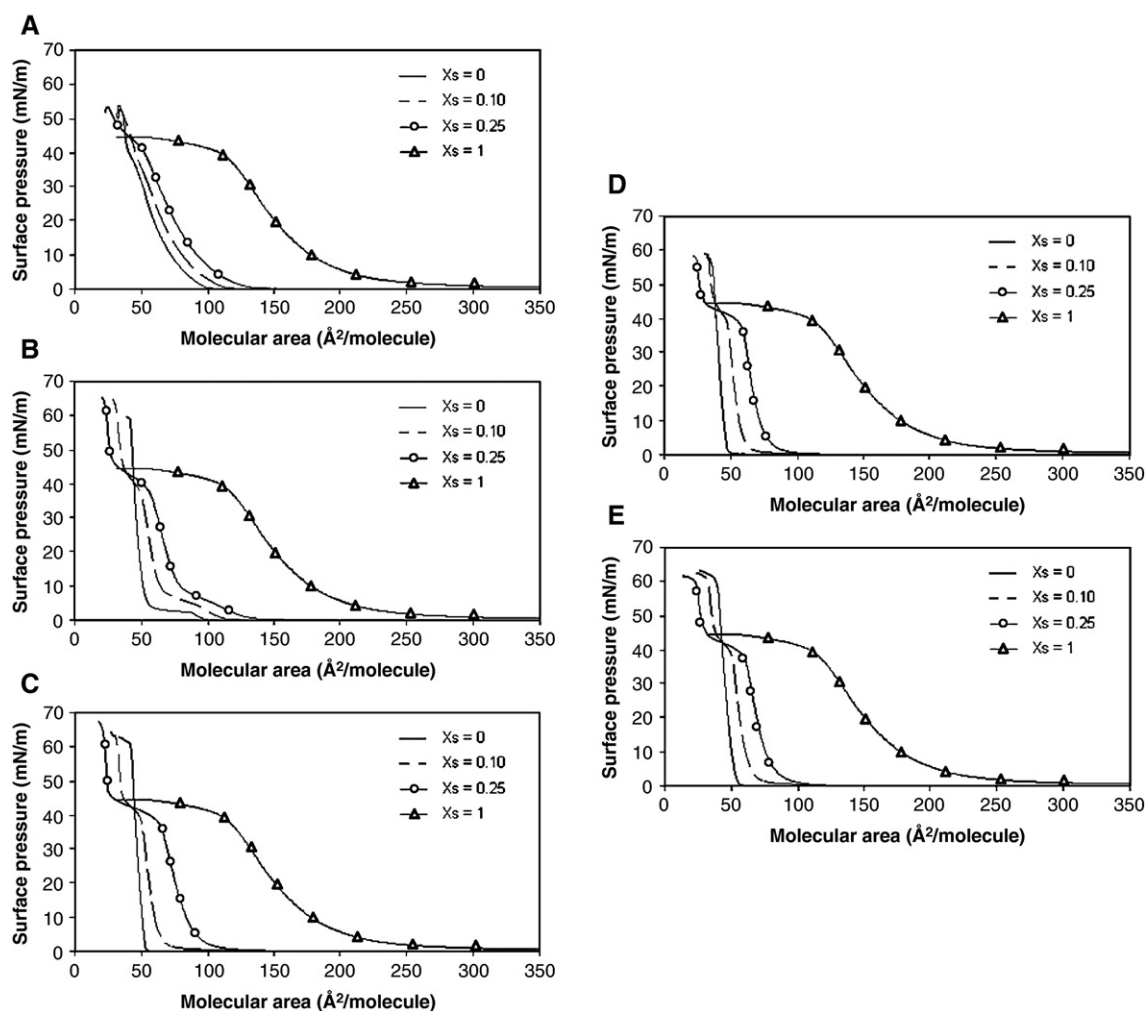 A
70
60
50
40
30
20
10
0
Surface pressure (mN/m)
Xs = 0
Xs = 0.10
Xs = 0.25
Xs = 1
0 50 100 150 200 250 300 350
Molecular area (Å²/molecule)
B
70
60
50
40
30
20
10
0
Surface pressure (mN/m)
Xs = 0
Xs = 0.10
Xs = 0.25
Xs = 1
0 50 100 150 200 250 300 350
Molecular area (Å²/molecule)
C
70
60
50
40
30
20
10
0
Surface pressure (mN/m)
Xs = 0
Xs = 0.10
Xs = 0.25
Xs = 1
0 50 100 150 200 250 300 350
Molecular area (Å²/molecule)
D
70
60
50
40
30
20
10
0
Surface pressure (mN/m)
Xs = 0
Xs = 0.10
Xs = 0.25
Xs = 1
0 50 100 150 200 250 300 350
Molecular area (Å²/molecule)
E
70
60
50
40
30
20
10
0
Surface pressure (mN/m)
Xs = 0
Xs = 0.10
Xs = 0.25
Xs = 1
0 50 100 150 200 250 300 350
Molecular area (Å²/molecule)